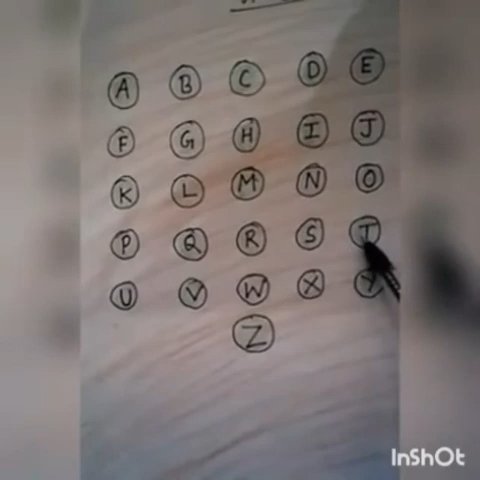 A B C D E
F G H I J
K L M N O
P Q R S T
U V W X Y
Z
InShOt